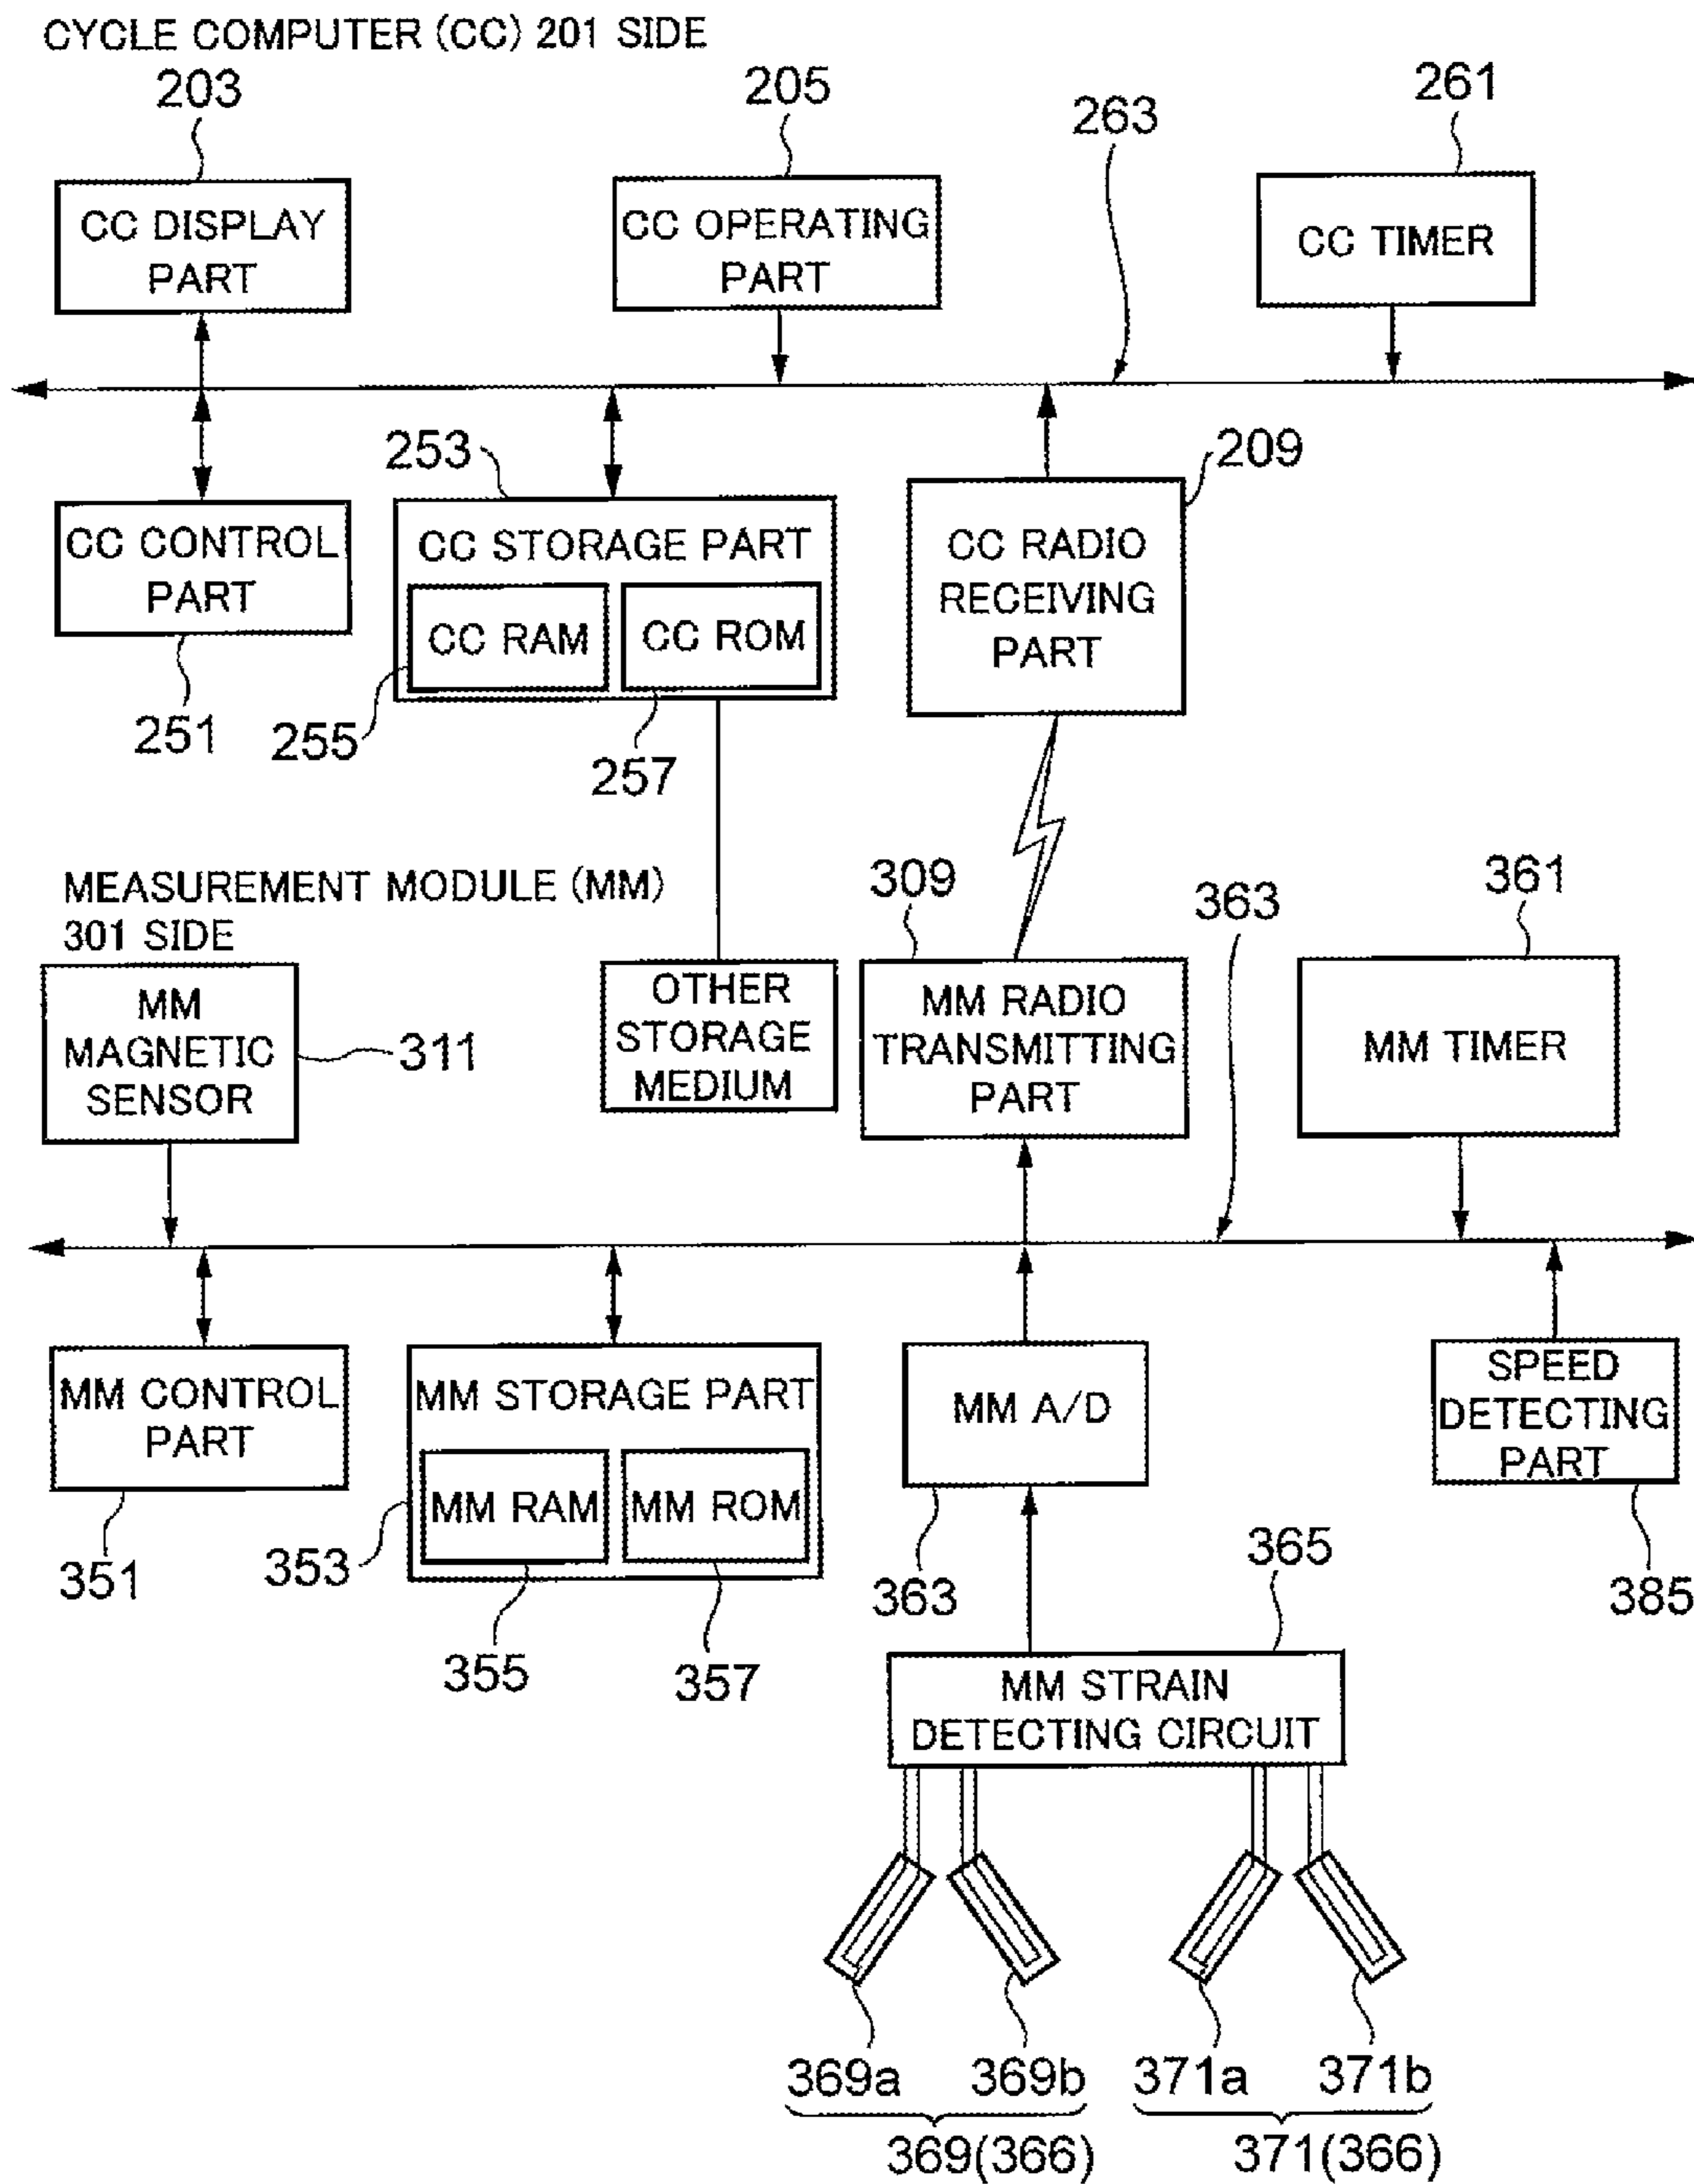 CYCLE COMPUTER (CC) 201 SIDE
203
205
263
261
CC DISPLAY
PART
CC OPERATING
PART
CC TIMER
253
209
CC CONTROL
PART
CC STORAGE PART
CC RAM
CC ROM
CC RADIO
RECEIVING
PART
251
255
257
MEASUREMENT MODULE (MM)
301 SIDE
309
363
361
MM
MAGNETIC
SENSOR
311
OTHER
STORAGE
MEDIUM
MM RADIO
TRANSMITTING
PART
MM TIMER
MM CONTROL
PART
MM STORAGE PART
MM RAM
MM ROM
MM A/D
SPEED
DETECTING
PART
351
353
355
357
363
365
385
MM STRAIN
DETECTING CIRCUIT
369a
369b
371a
371b
369(366)
371(366)